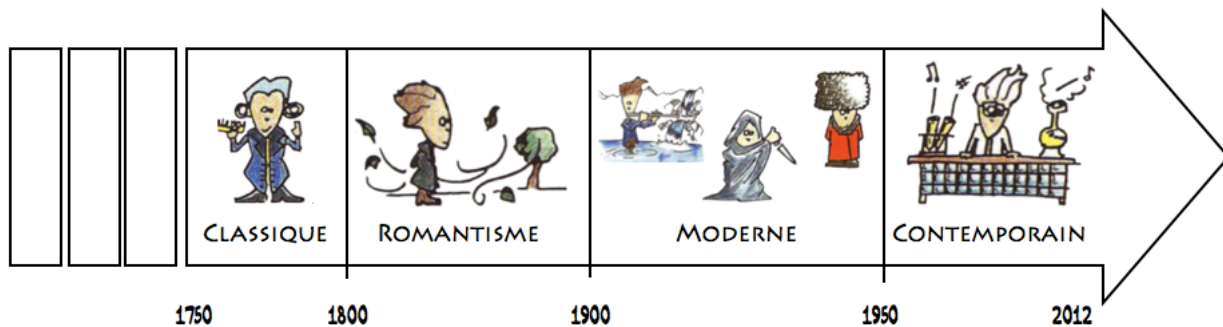 CLASSIQUE ROMANTISME MODERNE CONTEMPORAIN
1750 1800 1900 1950 2012